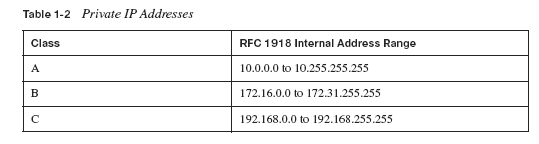 Table 1-2 Private IP Addresses
Class RFC 1918 Internal Address Range
A 10.0.0.0 to 10.255.255.255
B 172.16.0.0 to 172.31.255.255
C 192.168.0.0 to 192.168.255.255